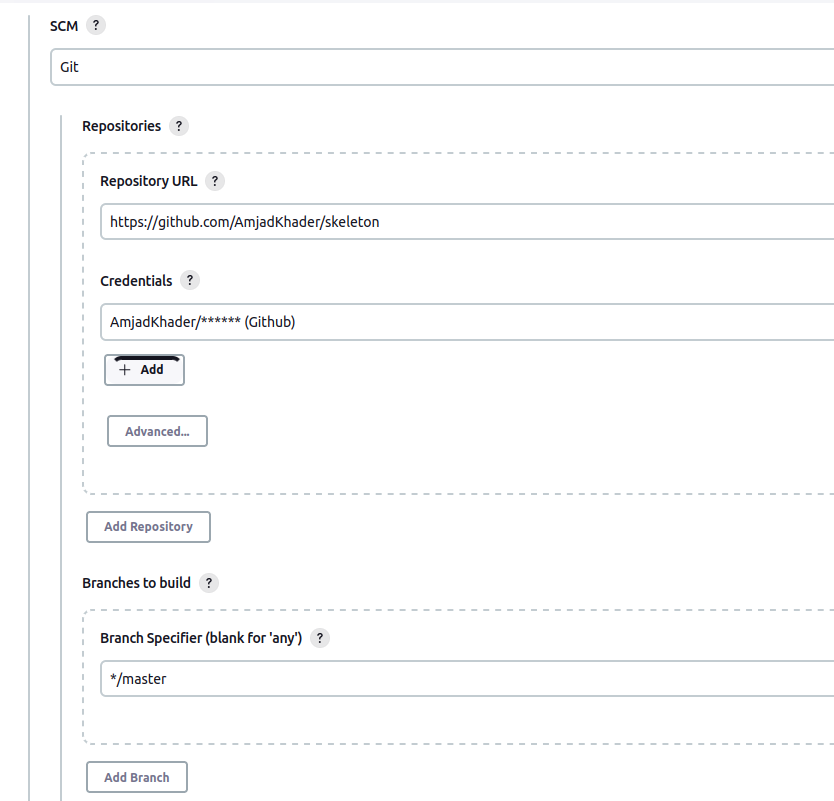 SCM ?
Git
Repositories ?
Repository URL ?
https://github.com/AmjadKhader/skeleton
Credentials ?
AmjadKhader/****** (Github)
+ Add
Advanced...
Add Repository
Branches to build ?
Branch Specifier (blank for 'any') ?
*/master
Add Branch